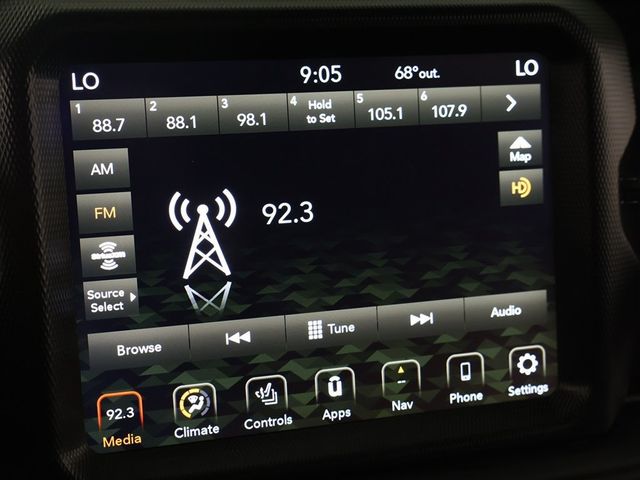 LO 9:05 68°out. LO
1 88.7 2 88.1 3 98.1 4 Hold to Set 5 105.1 6 107.9
Map
AM
HD
FM
92.3
SiriusXM
Source Select
Browse Tune Audio
92.3
Media Climate Controls Apps Nav Phone Settings